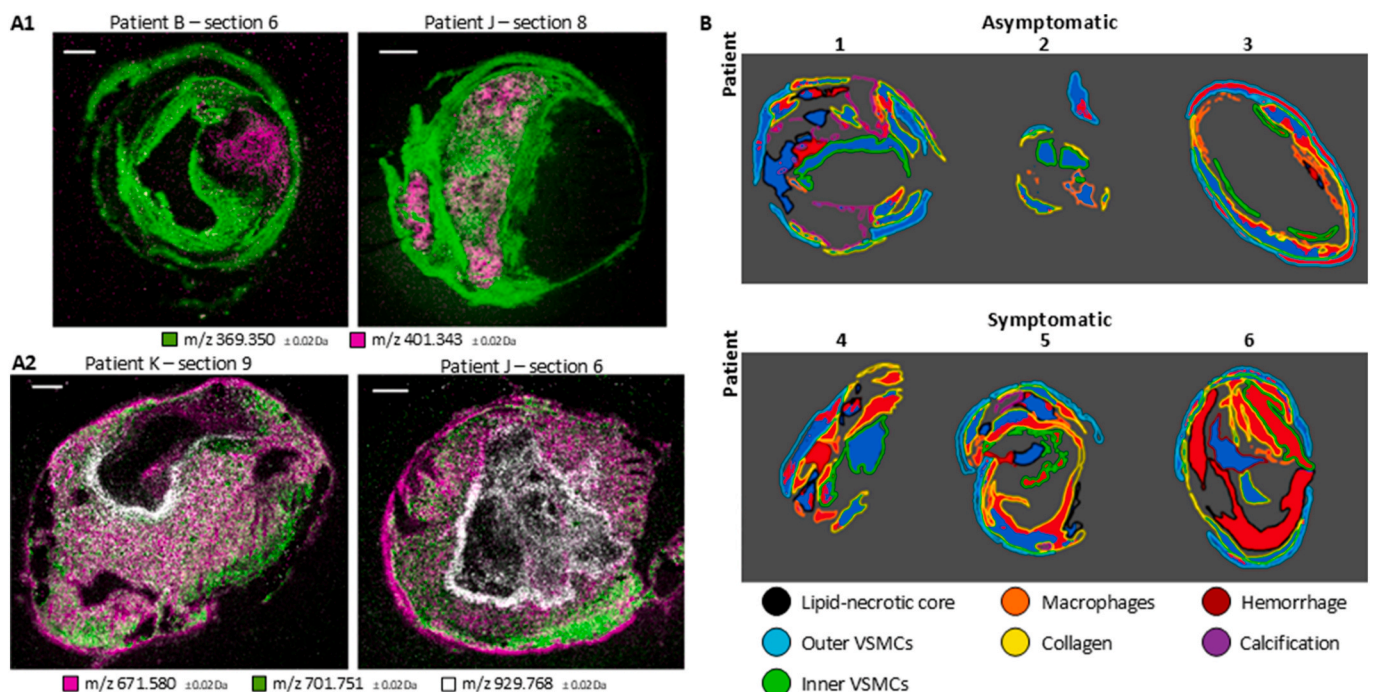 A1
Patient B – section 6
Patient J – section 8
m/z 369.350 ± 0.02 Da
m/z 401.343 ± 0.02 Da
A2
Patient K – section 9
Patient J – section 6
m/z 671.580 ± 0.02 Da
m/z 701.751 ± 0.02 Da
m/z 929.768 ± 0.02 Da
B
Asymptomatic
Patient
1
2
3
Symptomatic
Patient
4
5
6
Lipid-necrotic core
Macrophages
Hemorrhage
Outer VSMCs
Collagen
Calcification
Inner VSMCs